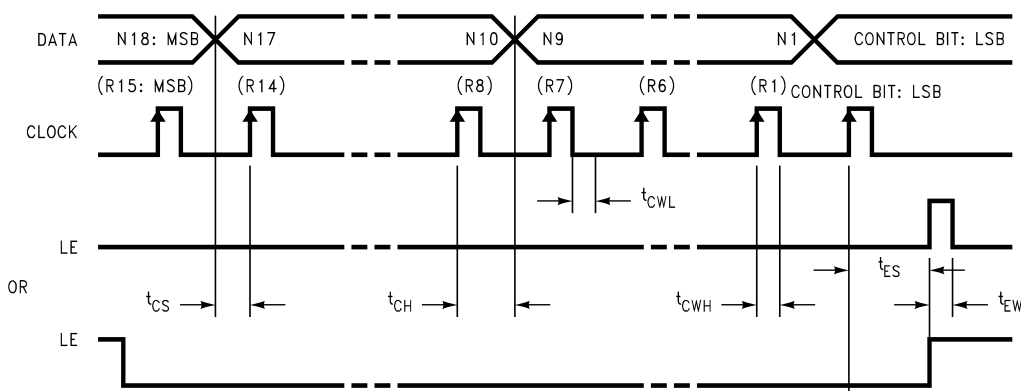 DATA N18: MSB N17 N10 N9 N1 CONTROL BIT: LSB
(R15: MSB) (R14) (R8) (R7) (R6) (R1) CONTROL BIT: LSB
CLOCK
tCWL
LE
tES
OR
tCS tCH tCWH tEW
LE